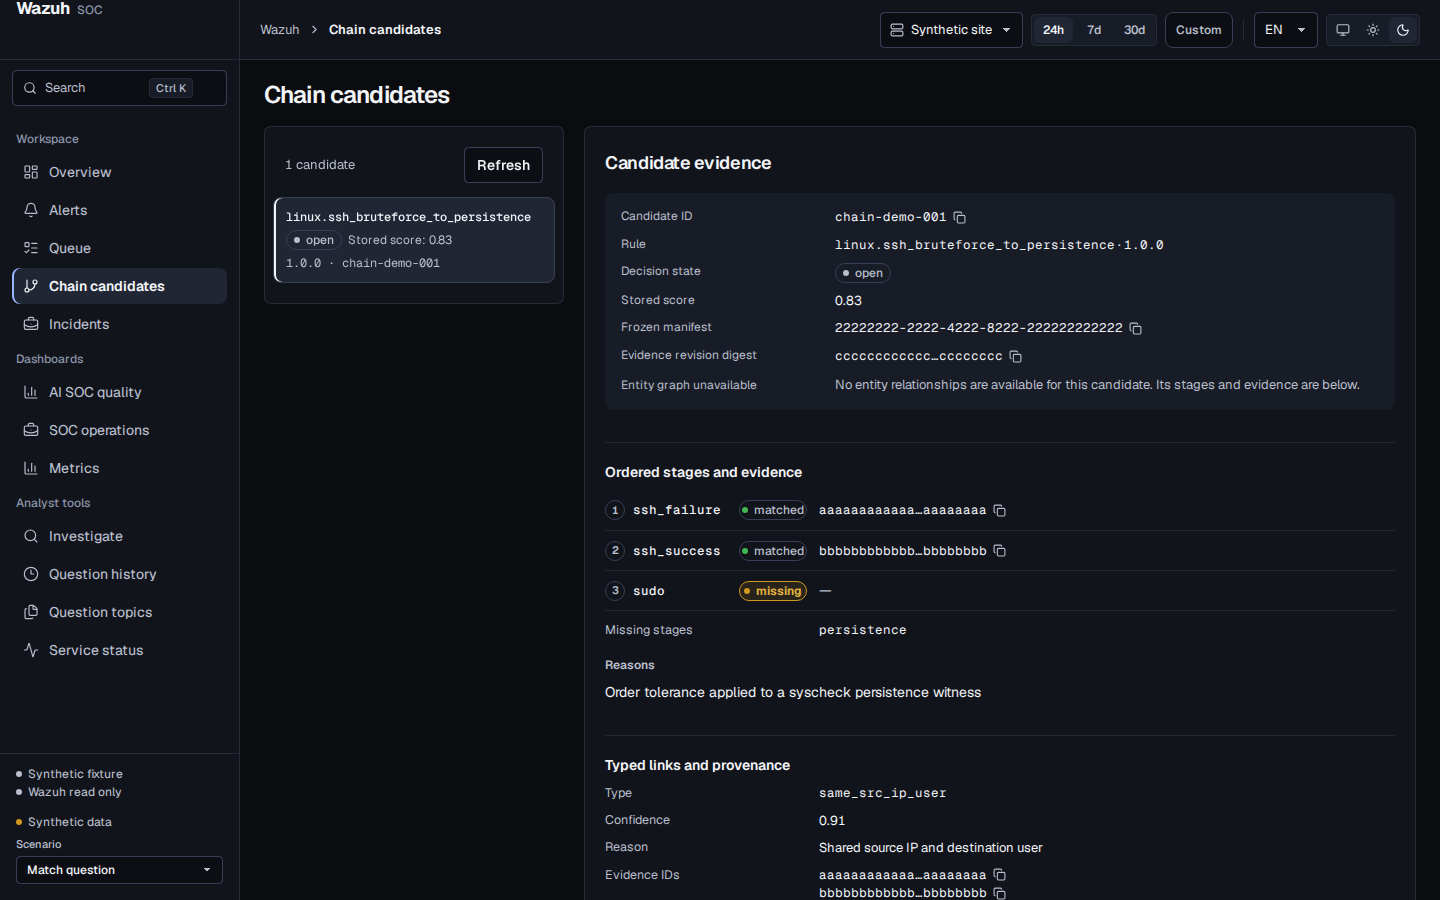 Wazuh SOC
Wazuh > Chain candidates
Synthetic site
24h 7d 30d
Custom
EN
Search Ctrl K
Workspace
Overview
Alerts
Queue
Chain candidates
Incidents
Dashboards
AI SOC quality
SOC operations
Metrics
Analyst tools
Investigate
Question history
Question topics
Service status
Synthetic fixture
Wazuh read only
Synthetic data
Scenario
Match question
Chain candidates
1 candidate
Refresh
linux.ssh_bruteforce_to_persistence
open Stored score: 0.83
1.0.0 · chain-demo-001
Candidate evidence
Candidate ID chain-demo-001
Rule linux.ssh_bruteforce_to_persistence·1.0.0
Decision state open
Stored score 0.83
Frozen manifest 22222222-2222-4222-8222-222222222222
Evidence revision digest cccccccccccc…cccccccc
Entity graph unavailable No entity relationships are available for this candidate. Its stages and evidence are below.
Ordered stages and evidence
1 ssh_failure matched aaaaaaaaaaaa…aaaaaaaa
2 ssh_success matched bbbbbbbbbbbb…bbbbbbbb
3 sudo missing —
Missing stages persistence
Reasons
Order tolerance applied to a syscheck persistence witness
Typed links and provenance
Type same_src_ip_user
Confidence 0.91
Reason Shared source IP and destination user
Evidence IDs aaaaaaaaaaaa…aaaaaaaa
bbbbbbbbbbbb…bbbbbbbb